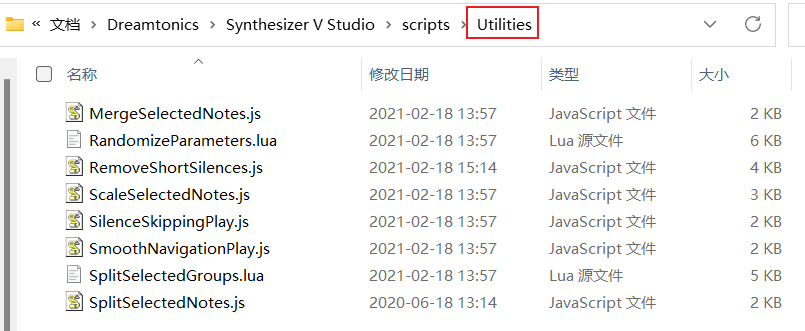 « 文档 › Dreamtonics › Synthesizer V Studio › scripts › Utilities
名称 修改日期 类型 大小
MergeSelectedNotes.js 2021-02-18 13:57 JavaScript 文件 2 KB
RandomizeParameters.lua 2021-02-18 13:57 Lua 源文件 6 KB
RemoveShortSilences.js 2021-02-18 15:14 JavaScript 文件 4 KB
ScaleSelectedNotes.js 2021-02-18 13:57 JavaScript 文件 3 KB
SilenceSkippingPlay.js 2021-02-18 13:57 JavaScript 文件 2 KB
SmoothNavigationPlay.js 2021-02-18 13:57 JavaScript 文件 2 KB
SplitSelectedGroups.lua 2021-02-18 13:57 Lua 源文件 5 KB
SplitSelectedNotes.js 2020-06-18 13:14 JavaScript 文件 2 KB